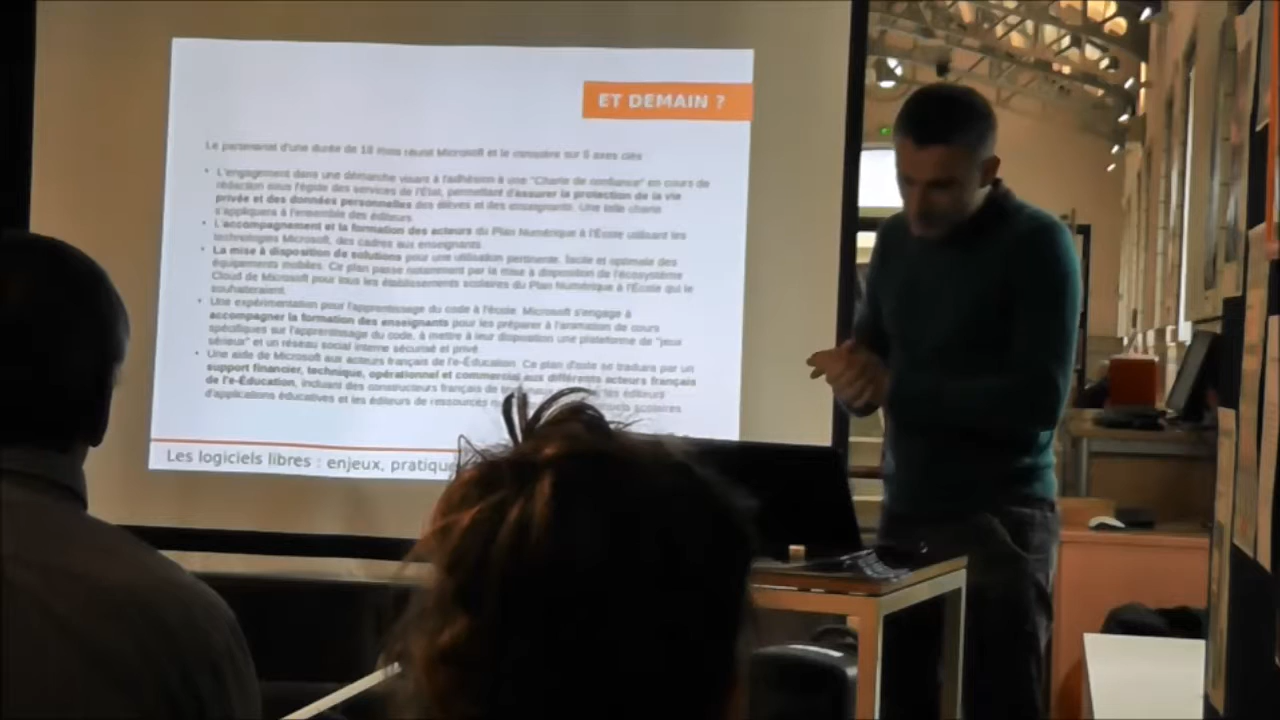 ET DEMAIN ?
Le partenariat d'une durée de 18 mois réunit Microsoft et le ministère sur 5 axes clés
• L'engagement dans une démarche visant à l'adhésion à une "Charte de confiance" en cours de
rédaction sous l'égide des services de l'État, permettant d'assurer la protection de la vie
privée et des données personnelles des élèves et des enseignants. Une telle charte
s'appliquera à l'ensemble des éditeurs.
• L'accompagnement et la formation des acteurs du Plan Numérique à l'École utilisant les
technologies Microsoft, des cadres aux enseignants.
• La mise à disposition de solutions pour une utilisation pertinente, facile et optimale des
équipements mobiles. Ce plan passe notamment par la mise à disposition de l'écosystème
Cloud de Microsoft pour tous les établissements scolaires du Plan Numérique à l'École qui le
souhaiteraient.
• Une expérimentation pour l'apprentissage du code à l'école. Microsoft s'engage à
accompagner la formation des enseignants pour les préparer à l'animation de cours
spécifiques sur l'apprentissage du code, à mettre à leur disposition une plateforme de "jeux
sérieux" et un réseau social interne sécurisé et privé.
• Une aide de Microsoft aux acteurs français de l'e-Éducation. Ce plan d'aide se traduira par un
support financier, technique, opérationnel et commercial aux différents acteurs français
de l'e-Éducation, incluant des constructeurs français de les éditeurs
d'applications éducatives et les éditeurs de ressources scolaires
Les logiciels libres : enjeux, pratique